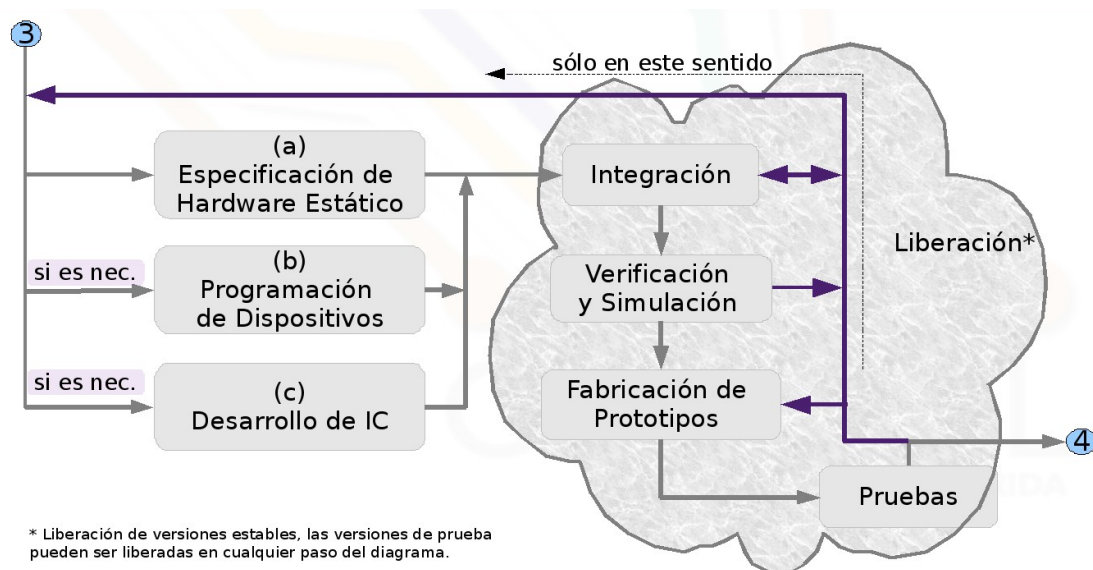 3
sólo en este sentido
(a)
Especificación de
Hardware Estático
Integración
Liberación*
si es nec.
(b)
Programación
de Dispositivos
Verificación
y Simulación
si es nec.
(c)
Desarrollo de IC
Fabricación de
Prototipos
4
Pruebas
* Liberación de versiones estables, las versiones de prueba
pueden ser liberadas en cualquier paso del diagrama.